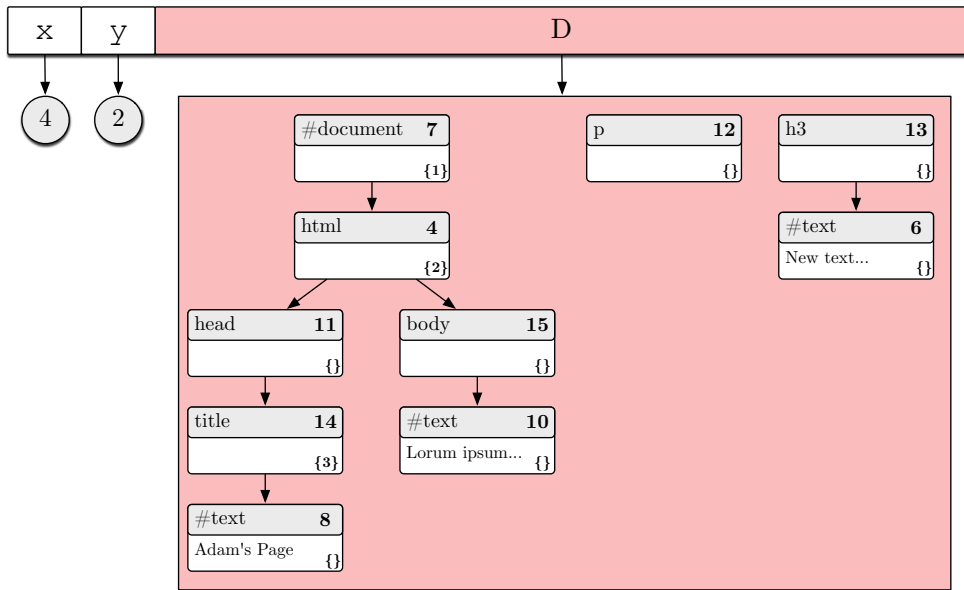 x y D
4 2
#document 7 p 12 h3 13
{1} {} {}
html 4 #text 6
{2} New text... {}
head 11 body 15
{} {}
title 14 #text 10
{3} Lorum ipsum... {}
#text 8
Adam's Page {}